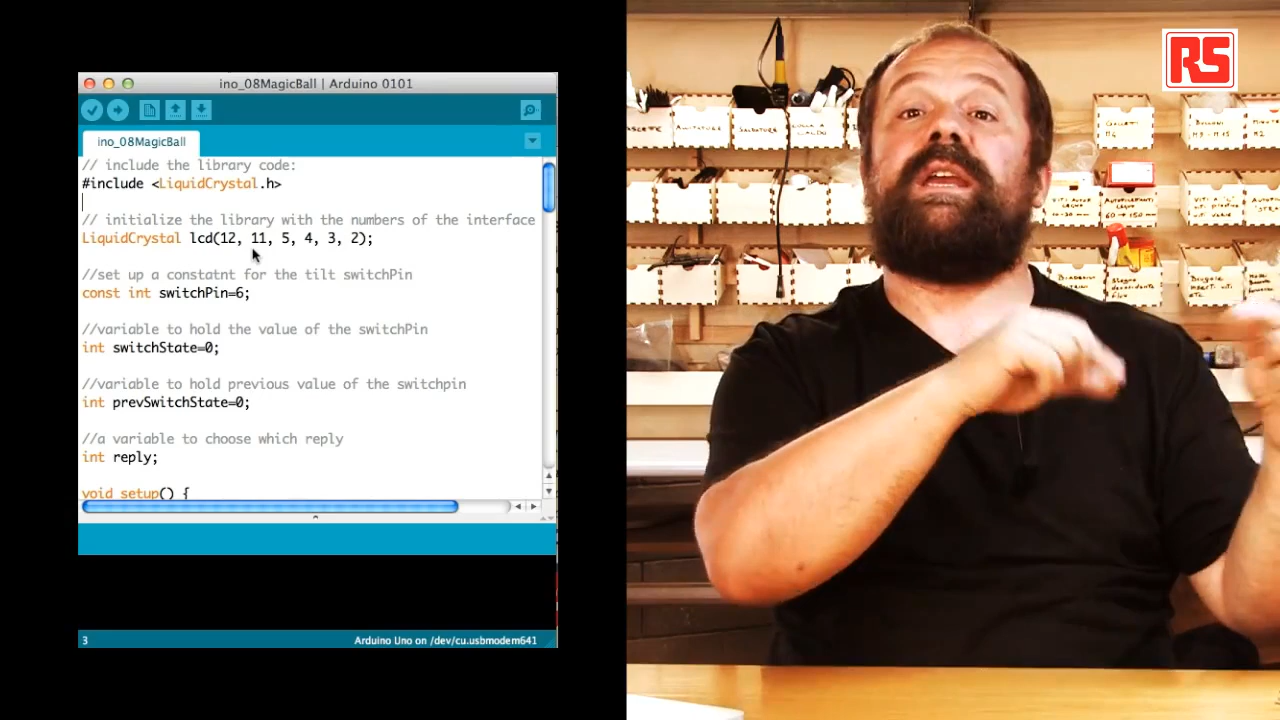 ino_08MagicBall | Arduino 0101
ino_08MagicBall
// include the library code:
#include <LiquidCrystal.h>
// initialize the library with the numbers of the interface
LiquidCrystal lcd(12, 11, 5, 4, 3, 2);
//set up a constatnt for the tilt switchPin
const int switchPin=6;
//variable to hold the value of the switchPin
int switchState=0;
//variable to hold previous value of the switchpin
int prevSwitchState=0;
//a variable to choose which reply
int reply;
void setup() {
3
Arduino Uno on /dev/cu.usbmodem641
RS